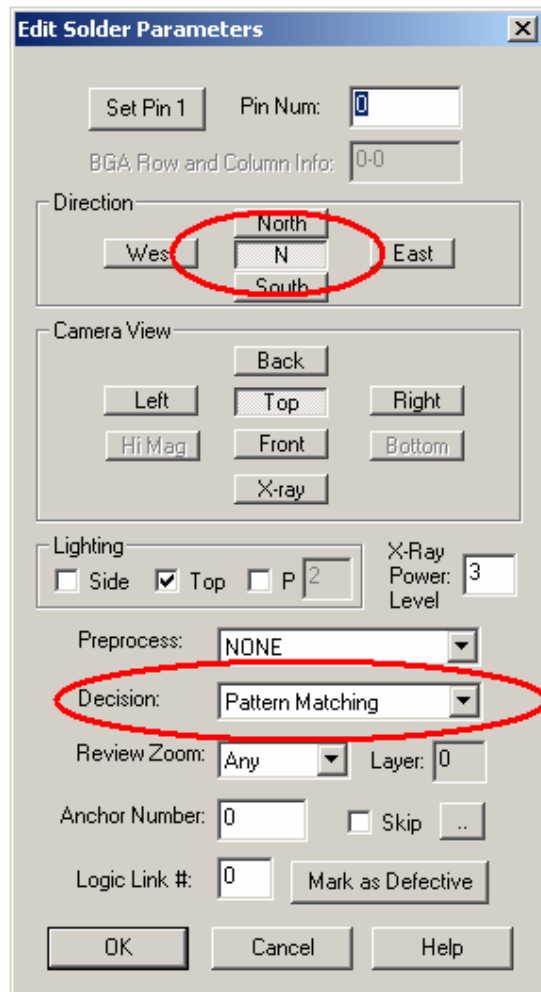 Edit Solder Parameters
Set Pin 1 Pin Num: 0
BGA Row and Column Info: 0-0
Direction
North
West N East
South
Camera View
Back
Left Top Right
Hi Mag Front Bottom
X-ray
Lighting
Side Top P 2
X-Ray
Power: 3
Level
Preprocess: NONE
Decision: Pattern Matching
Review Zoom: Any Layer: 0
Anchor Number: 0 Skip ..
Logic Link #: 0 Mark as Defective
OK Cancel Help